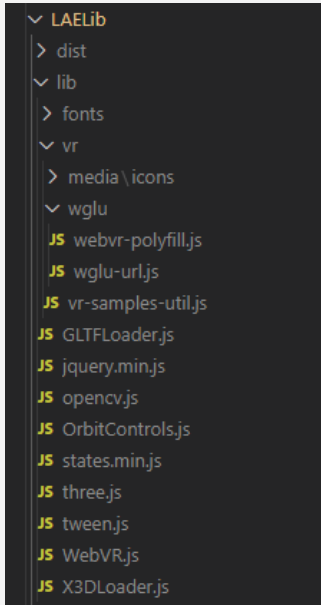 LAELib
dist
lib
fonts
vr
media\icons
wglu
JS webvr-polyfill.js
JS wglu-url.js
JS vr-samples-util.js
JS GLTFLoader.js
JS jquery.min.js
JS opencv.js
JS OrbitControls.js
JS states.min.js
JS three.js
JS tween.js
JS WebVR.js
JS X3DLoader.js